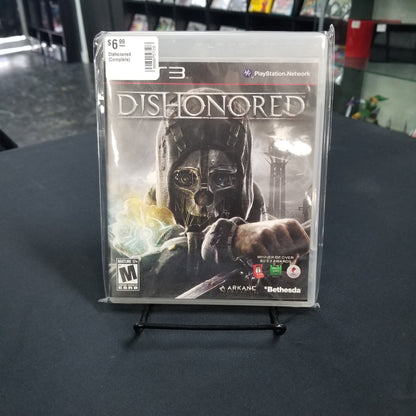 $6.99
Dishonored
(Complete)
PS3
PlayStation.Network
DISHONORED
WINNER OF OVER
MATURE 17+
M
ESRB
ARKANE
Bethesda